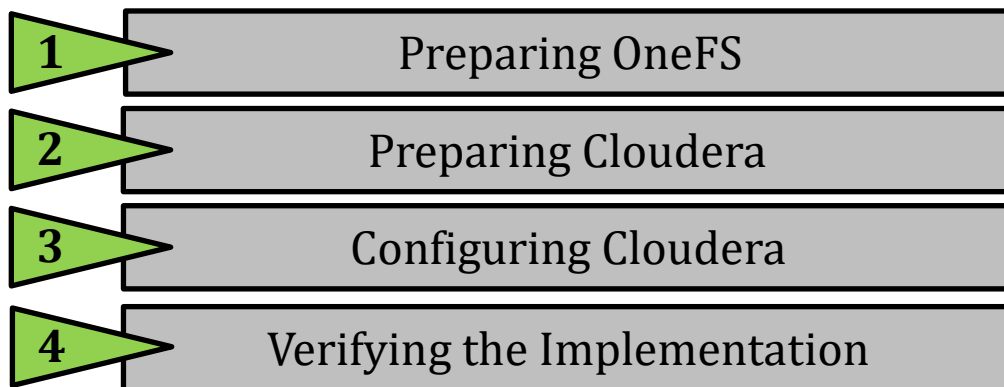 1 Preparing OneFS
2 Preparing Cloudera
3 Configuring Cloudera
4 Verifying the Implementation